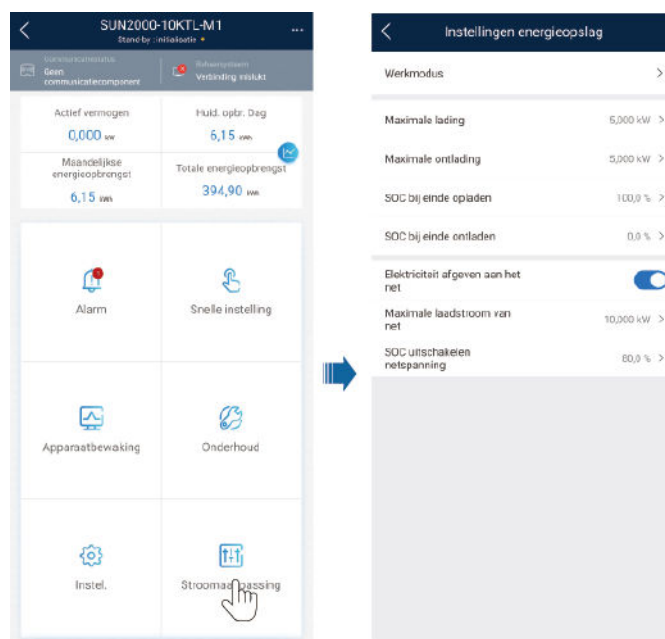 SUN2000-10KTL-M1
Stand-by : initialisatie
Communicatiestatus
Geen
communicatiecomponent
Beheersysteem
Verbinding mislukt
Actief vermogen
0,000 kW
Huid. opbr. Dag
6,15 kWh
Maandelijkse
energieopbrengst
6,15 kWh
Totale energieopbrengst
394,90 kWh
Alarm
Snelle instelling
Apparaatbewaking
Onderhoud
Instel.
Stroomaanpassing
Instellingen energieopslag
Werkmodus
Maximale lading
5,000 kW
Maximale ontlading
5,000 kW
SOC bij einde opladen
100,0 %
SOC bij einde ontladen
0,0 %
Elektriciteit afgeven aan het
net
Maximale laadstroom van
net
10,000 kW
SOC uitschakelen
netspanning
80,0 %